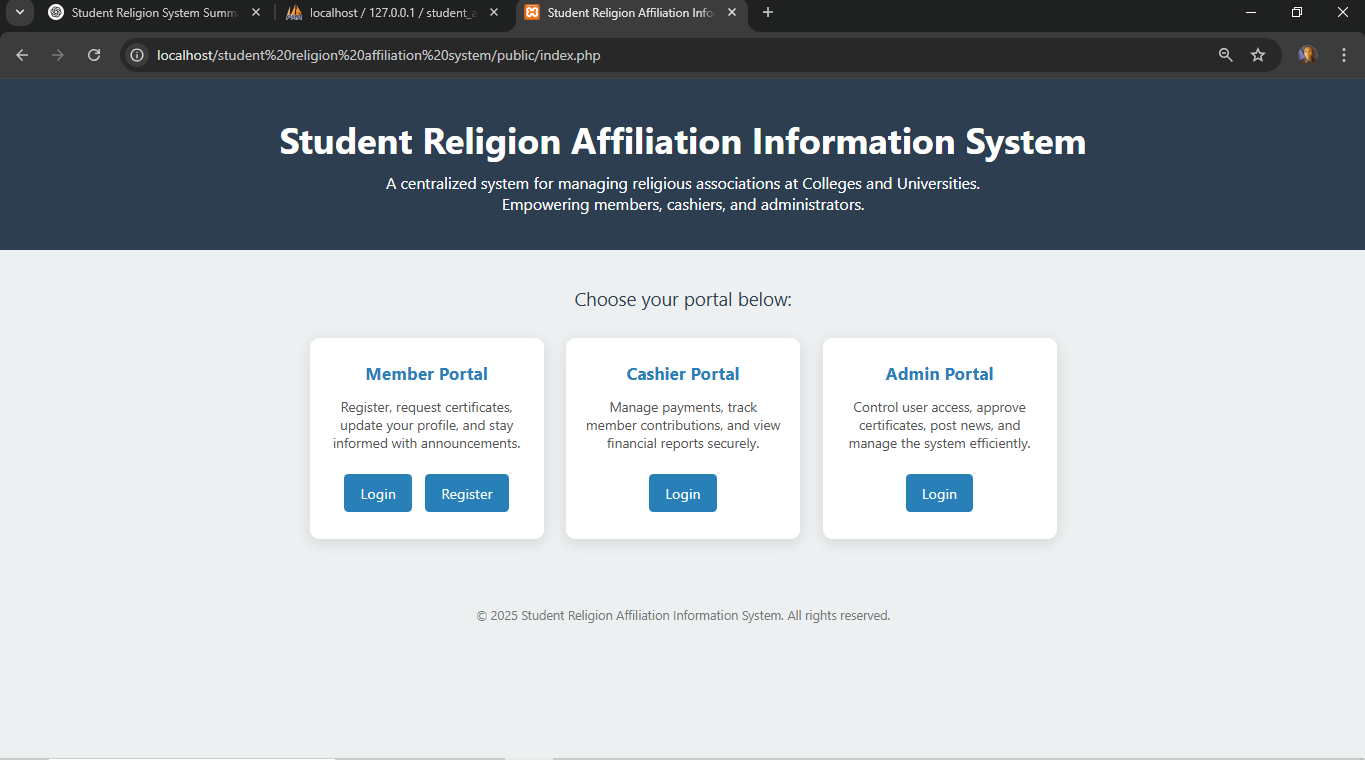 Student Religion System Summ
localhost / 127.0.0.1 / student_a
Student Religion Affiliation Info
localhost/student%20religion%20affiliation%20system/public/index.php
Student Religion Affiliation Information System
A centralized system for managing religious associations at Colleges and Universities.
Empowering members, cashiers, and administrators.
Choose your portal below:
Member Portal
Register, request certificates,
update your profile, and stay
informed with announcements.
Login
Register
Cashier Portal
Manage payments, track
member contributions, and view
financial reports securely.
Login
Admin Portal
Control user access, approve
certificates, post news, and
manage the system efficiently.
Login
© 2025 Student Religion Affiliation Information System. All rights reserved.